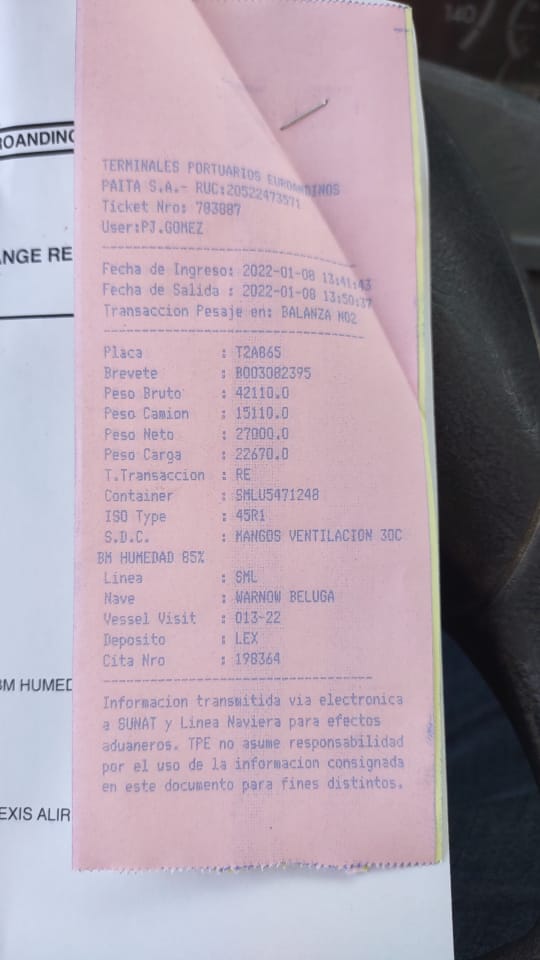 140
ROANDINO
ANGE RE
TERMINALES PORTUARIOS EUROANDINOS
PAITA S.A.- RUC:20522473571
Ticket Nro: 783887
User:PJ.GOMEZ
Fecha de Ingreso: 2022-01-08 13:41:43
Fecha de Salida : 2022-01-08 13:50:37
Transaccion Pesaje en: BALANZA N02
Placa : T2A865
Brevete : B003082395
Peso Bruto : 42110.0
Peso Camion : 15110.0
Peso Neto : 27000.0
Peso Carga : 22670.0
T.Transaccion : RE
Container : SMLU5471248
ISO Type : 45R1
S.D.C. : MANGOS VENTILACION 30C
BM HUMEDAD 85%
Linea : SML
Nave : WARNOW BELUGA
Vessel Visit : 013-22
Deposito : LEX
Cita Nro : 198364
Informacion transmitida via electronica
a SUNAT y Linea Naviera para efectos
aduaneros. TPE no asume responsabilidad
por el uso de la informacion consignada
en este documento para fines distintos.
BM HUMED
EXIS ALIR